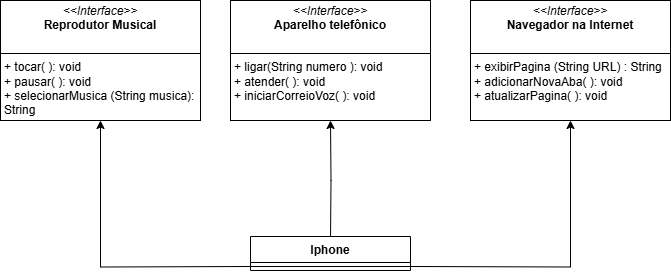 <<Interface>>
Reprodutor Musical
+ tocar( ): void
+ pausar( ): void
+ selecionarMusica (String musica):
String
<<Interface>>
Aparelho telefônico
+ ligar(String numero ): void
+ atender( ): void
+ iniciarCorreioVoz( ): void
<<Interface>>
Navegador na Internet
+ exibirPagina (String URL) : String
+ adicionarNovaAba( ): void
+ atualizarPagina( ): void
Iphone